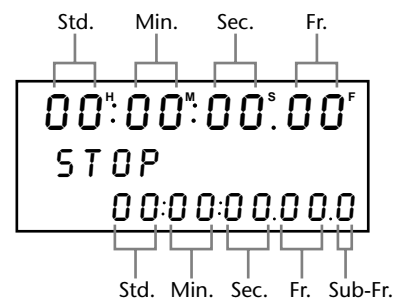 Std. Min. Sec. Fr.
00H:00M:00S.00F
STOP
00:00:00.00.0
Std. Min. Sec. Fr. Sub-Fr.